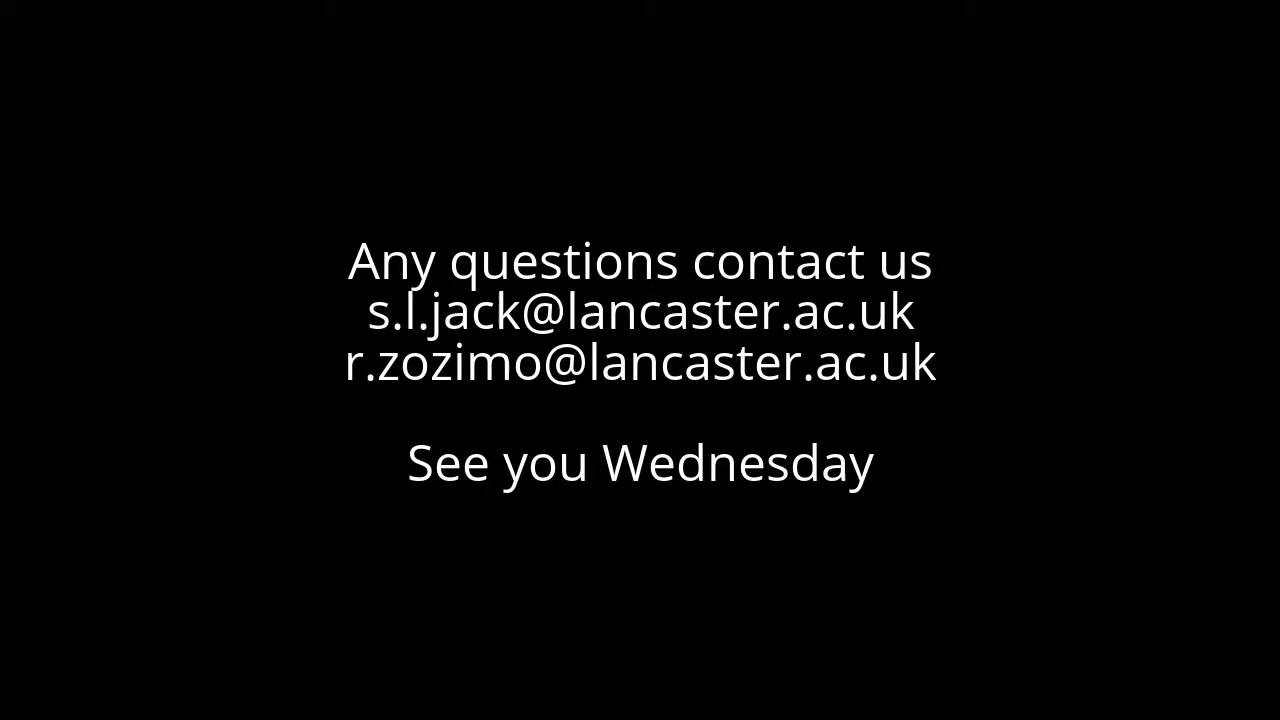 Any questions contact us
s.l.jack@lancaster.ac.uk
r.zozimo@lancaster.ac.uk
See you Wednesday